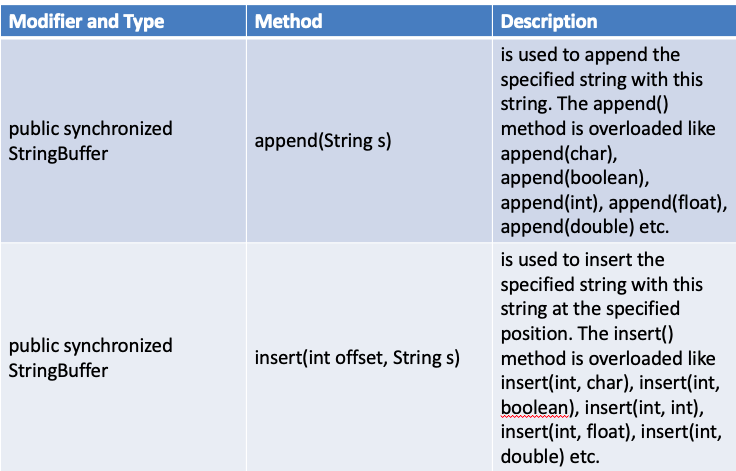 Modifier and Type
Method
Description
public synchronized
StringBuffer
append(String s)
is used to append the
specified string with this
string. The append()
method is overloaded like
append(char),
append(boolean),
append(int), append(float),
append(double) etc.
public synchronized
StringBuffer
insert(int offset, String s)
is used to insert the
specified string with this
string at the specified
position. The insert()
method is overloaded like
insert(int, char), insert(int,
boolean), insert(int, int),
insert(int, float), insert(int,
double) etc.